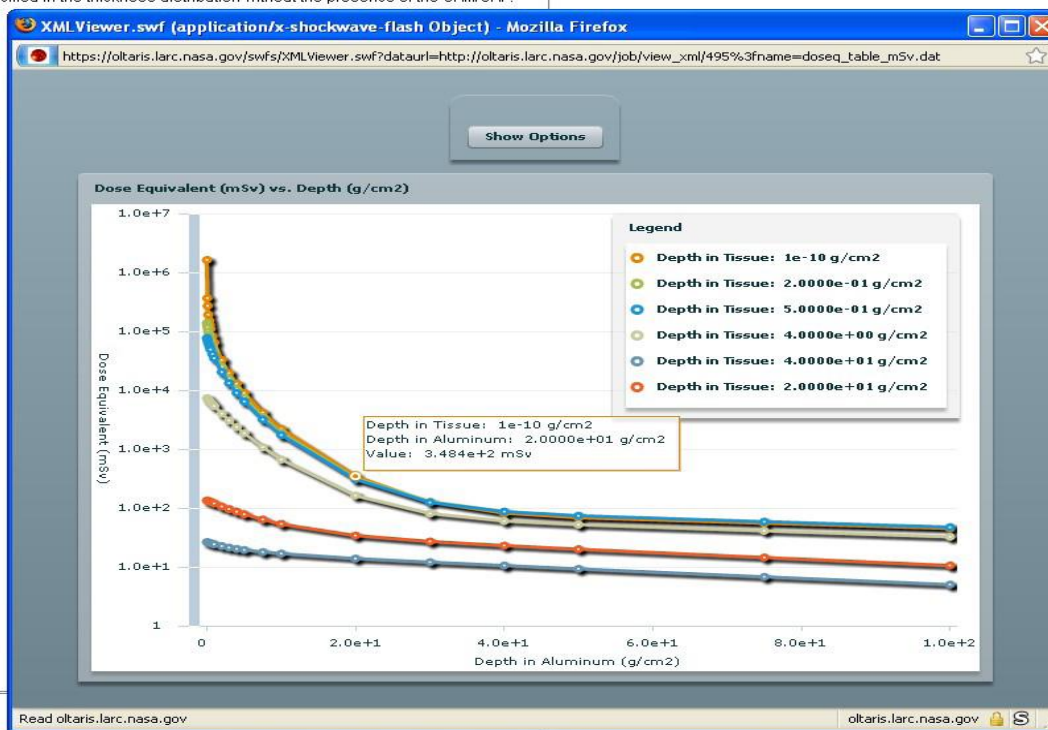 XMLViewer.swf (application/x-shockwave-flash Object) - Mozilla Firefox
https://oltaris.larc.nasa.gov/swfs/XMLViewer.swf?dataurl=http://oltaris.larc.nasa.gov/job/view_xml/495%3fname=doseq_table_mSv.dat
Show Options
Dose Equivalent (mSv) vs. Depth (g/cm2)
1.0e+7
1.0e+6
1.0e+5
1.0e+4
1.0e+3
1.0e+2
1.0e+1
1
Dose Equivalent (mSv)
Legend
Depth in Tissue: 1e-10 g/cm2
Depth in Tissue: 2.0000e-01 g/cm2
Depth in Tissue: 5.0000e-01 g/cm2
Depth in Tissue: 4.0000e+00 g/cm2
Depth in Tissue: 4.0000e+01 g/cm2
Depth in Tissue: 2.0000e+01 g/cm2
Depth in Tissue: 1e-10 g/cm2
Depth in Aluminum: 2.0000e+01 g/cm2
Value: 3.484e+2 mSv
0 2.0e+1 4.0e+1 6.0e+1 8.0e+1 1.0e+2
Depth in Aluminum (g/cm2)
Read oltaris.larc.nasa.gov
oltaris.larc.nasa.gov